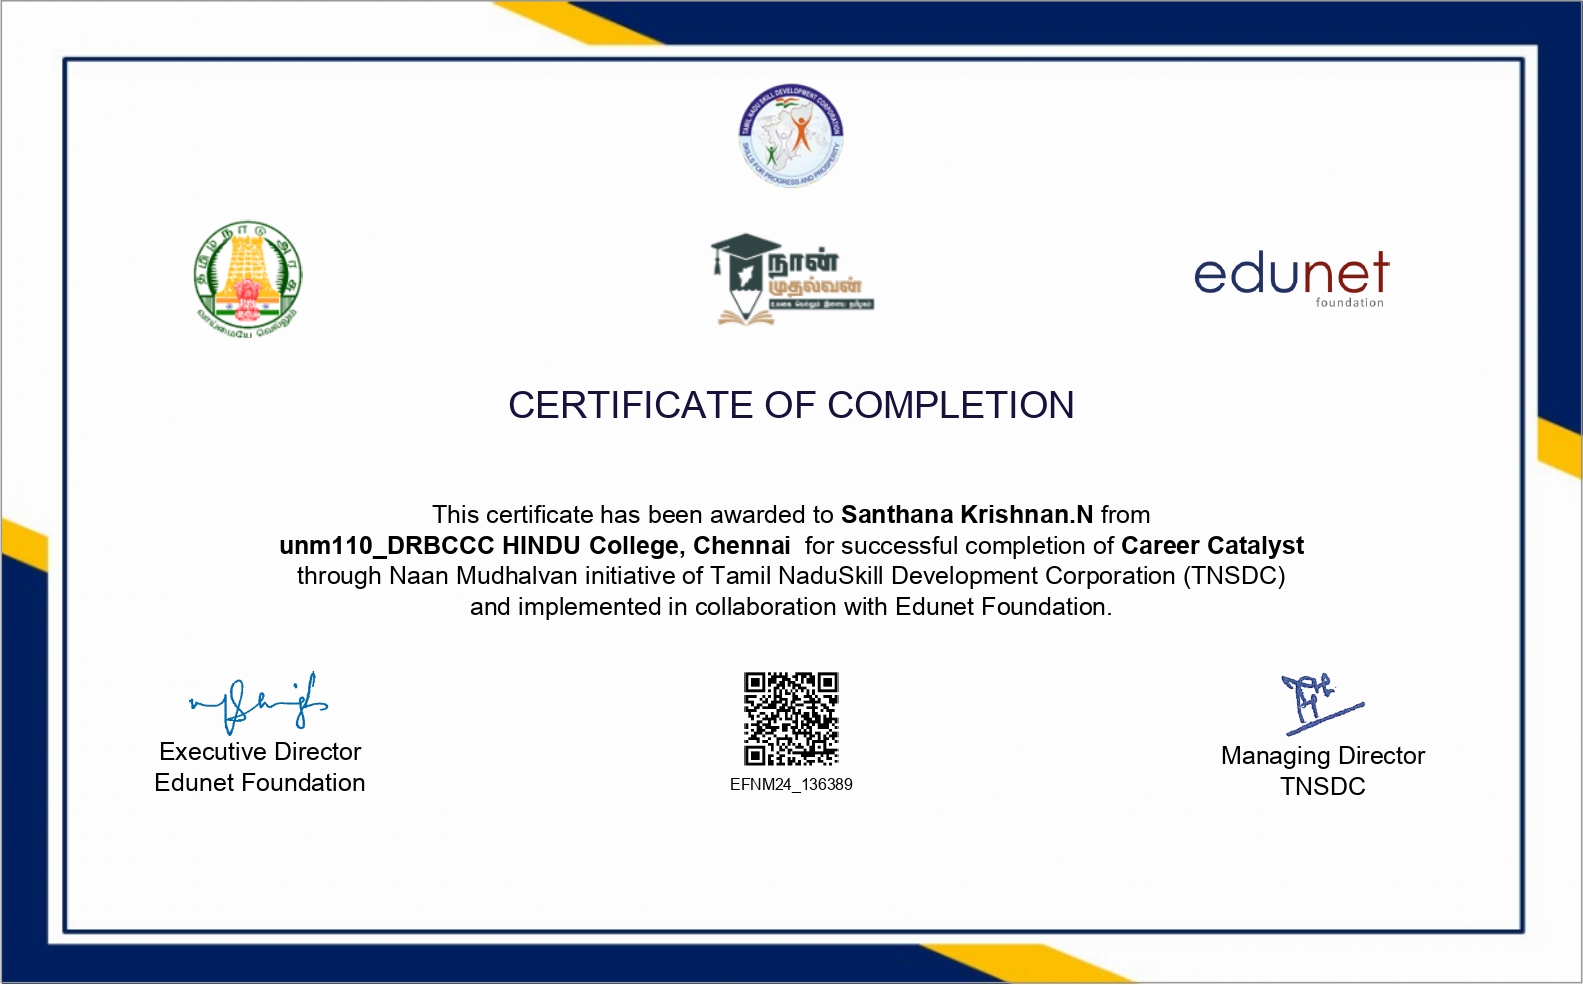 TAMIL NADU SKILL DEVELOPMENT CORPORATION
SKILLS FOR PROGRESS AND PROSPERITY
தமிழ்நாடு அரசு
வாய்மையே வெல்லும்
நான்
முதல்வன்
உலகை வெல்லும் இளைய தமிழகம்
edunet
foundation
CERTIFICATE OF COMPLETION
This certificate has been awarded to Santhana Krishnan.N from
unm110_DRBCCC HINDU College, Chennai for successful completion of Career Catalyst
through Naan Mudhalvan initiative of Tamil NaduSkill Development Corporation (TNSDC)
and implemented in collaboration with Edunet Foundation.
Executive Director
Edunet Foundation
EFNM24_136389
Managing Director
TNSDC